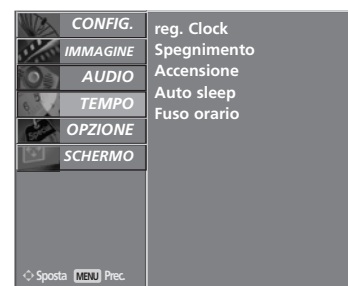 CONFIG.
IMMAGINE
AUDIO
TEMPO
OPZIONE
SCHERMO
reg. Clock
Spegnimento
Accensione
Auto sleep
Fuso orario
Sposta MENU Prec.